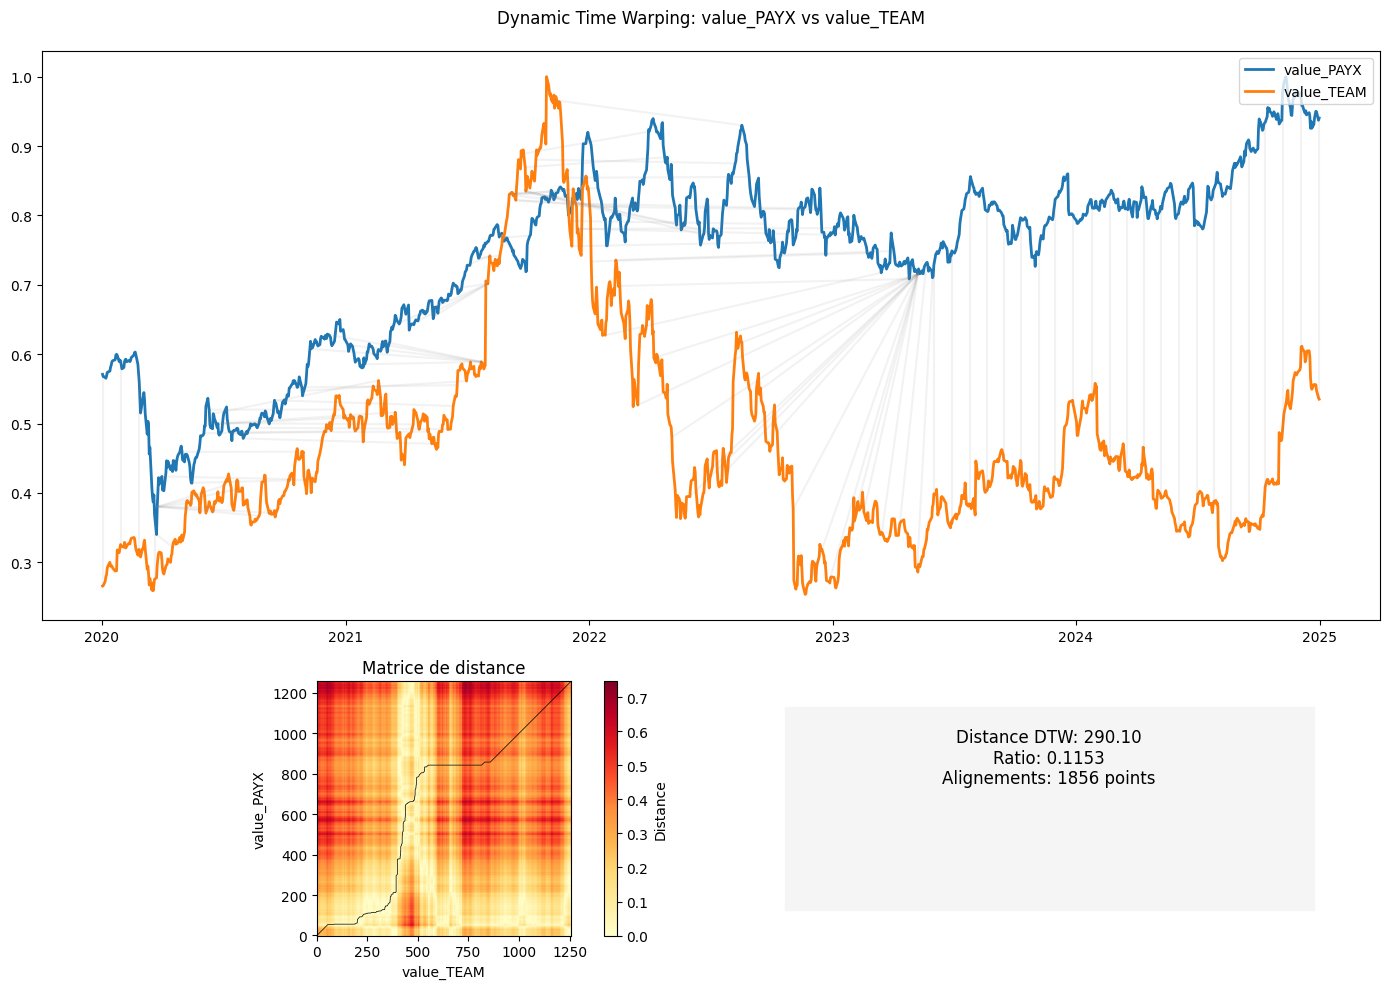 Dynamic Time Warping: value_PAYX vs value_TEAM
value_PAYX
value_TEAM
1.0
0.9
0.8
0.7
0.6
0.5
0.4
0.3
2020 2021 2022 2023 2024 2025
Matrice de distance
1200
1000
800
600
400
200
0
value_PAYX
0 250 500 750 1000 1250
value_TEAM
0.7
0.6
0.5
0.4
0.3
0.2
0.1
0.0
Distance
Distance DTW: 290.10
Ratio: 0.1153
Alignements: 1856 points